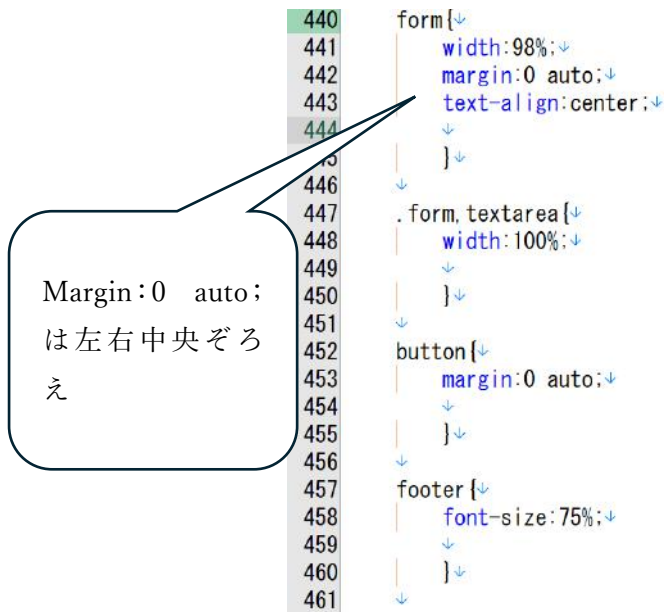 440 form{↓
441 width:98%;↓
442 margin:0 auto;↓
443 text-align:center;↓
444 ↓
445 }↓
446 ↓
447 .form,textarea{↓
448 width:100%;↓
449 ↓
450 }↓
451 ↓
452 button{↓
453 margin:0 auto;↓
454 ↓
455 }↓
456 ↓
457 footer{↓
458 font-size:75%;↓
459 ↓
460 }↓
461 ↓
Margin:0　auto;
は左右中央ぞろ
え